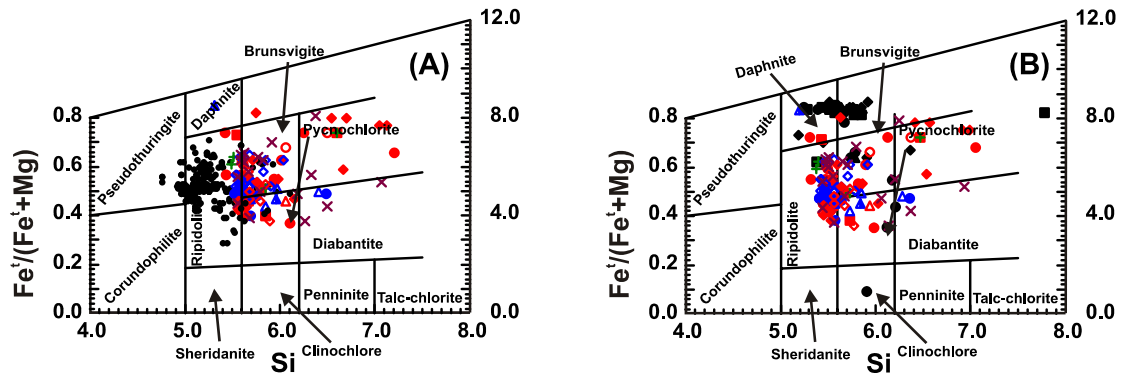 12.0
Brunsvigite
(A)
Daphnite
0.8
8.0
Pycnochlorite
Pseudothuringite
0.6
Fet/(Fet+Mg)
0.4
4.0
Ripidolite
Corundophilite
Diabantite
0.2
Penninite
Talc-chlorite
0.0
0.0
4.0 5.0 6.0 7.0 8.0
Sheridanite
Si
Clinochlore
12.0
Brunsvigite
(B)
Daphnite
0.8
8.0
Pycnochlorite
Pseudothuringite
0.6
Fet/(Fet+Mg)
0.4
4.0
Ripidolite
Corundophilite
Diabantite
0.2
Penninite
Talc-chlorite
0.0
0.0
4.0 5.0 6.0 7.0 8.0
Sheridanite
Si
Clinochlore